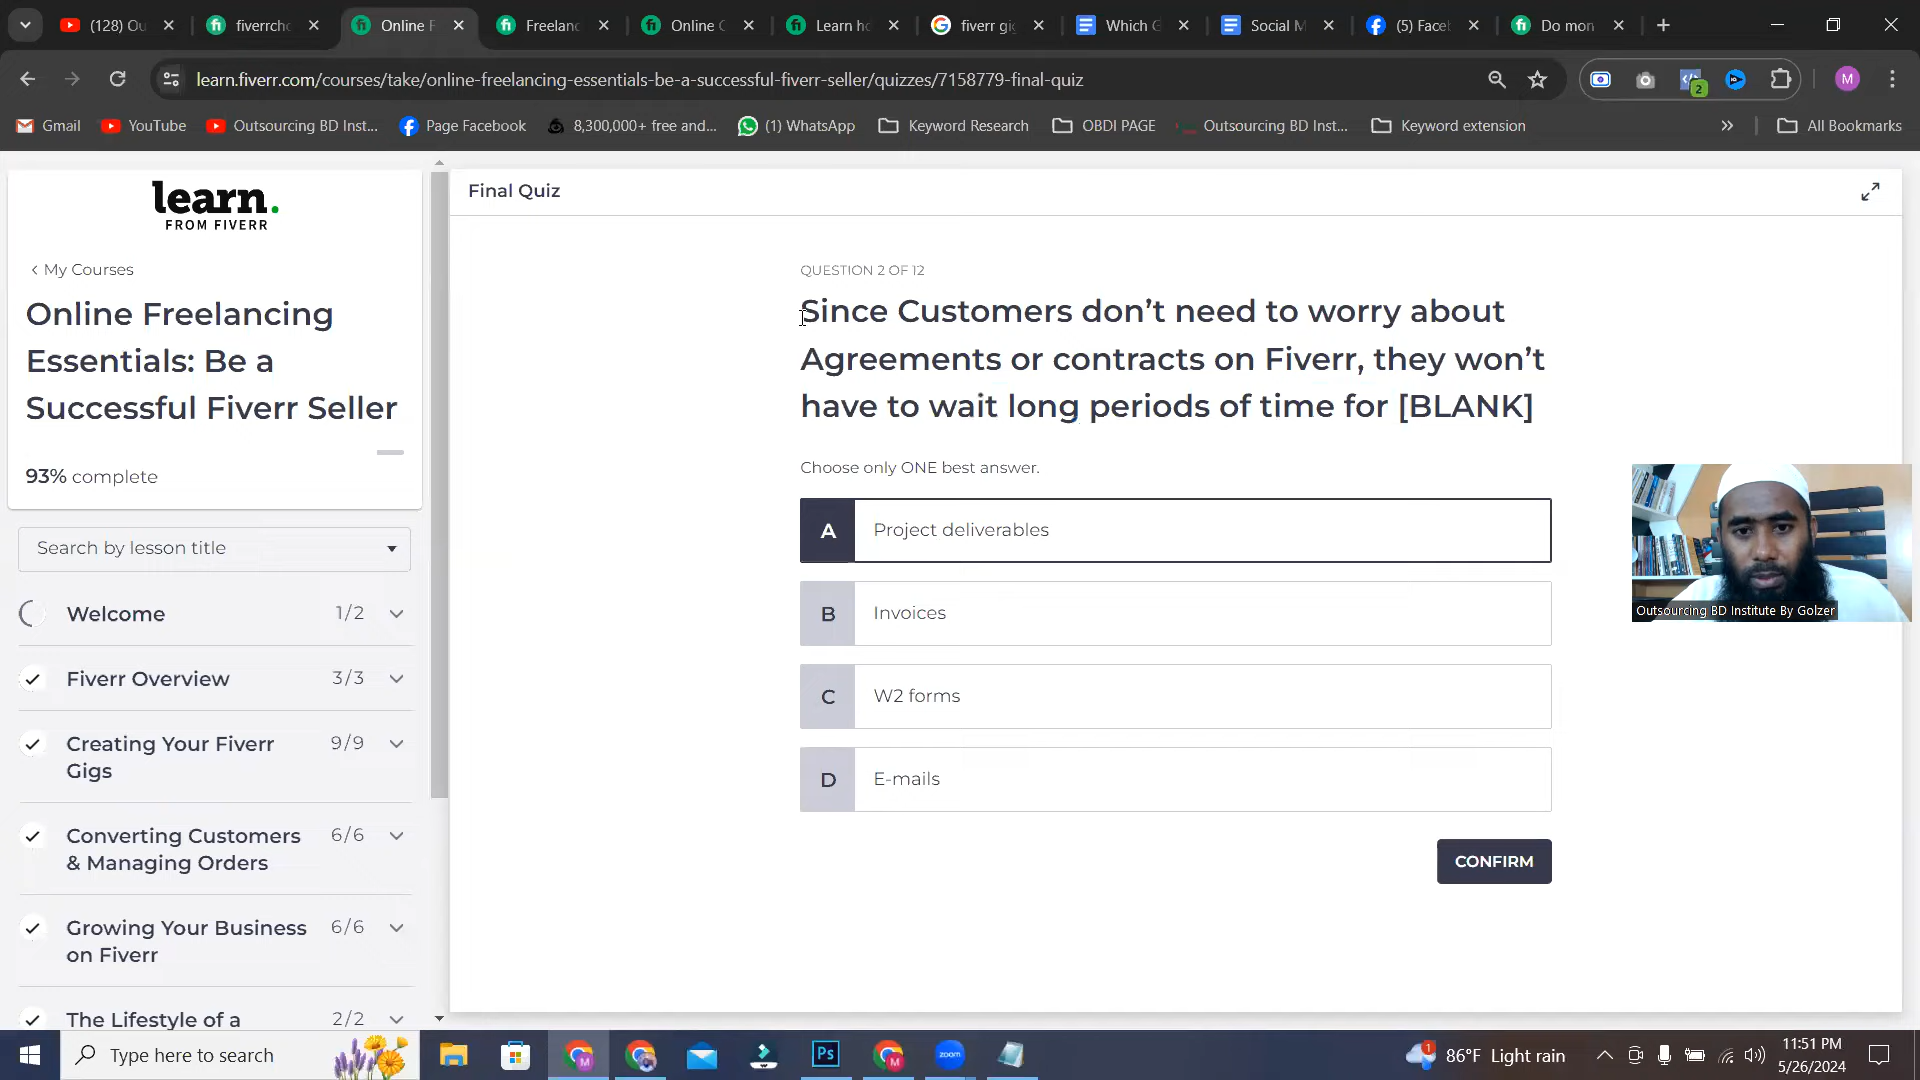 (128) Ou
fiverrchc
Online F
Freelanc
Online C
Learn ho
fiverr gig
Which G
Social M
(5) Faceb
Do mon
learn.fiverr.com/courses/take/online-freelancing-essentials-be-a-successful-fiverr-seller/quizzes/7158779-final-quiz
2
M
Gmail
YouTube
Outsourcing BD Inst...
Page Facebook
8,300,000+ free and...
(1) WhatsApp
Keyword Research
OBDI PAGE
Outsourcing BD Inst...
Keyword extension
All Bookmarks
learn.
FROM FIVERR
My Courses
Online Freelancing
Essentials: Be a
Successful Fiverr Seller
93% complete
Search by lesson title
Welcome 1/2
Fiverr Overview 3/3
Creating Your Fiverr 9/9
Gigs
Converting Customers 6/6
& Managing Orders
Growing Your Business 6/6
on Fiverr
The Lifestyle of a 2/2
Final Quiz
QUESTION 2 OF 12
Since Customers don’t need to worry about
Agreements or contracts on Fiverr, they won’t
have to wait long periods of time for [BLANK]
Choose only ONE best answer.
A Project deliverables
B Invoices
C W2 forms
D E-mails
CONFIRM
Outsourcing BD Institute By Golzer
Type here to search
Ps
M
zoom
1
86°F Light rain
11:51 PM
5/26/2024